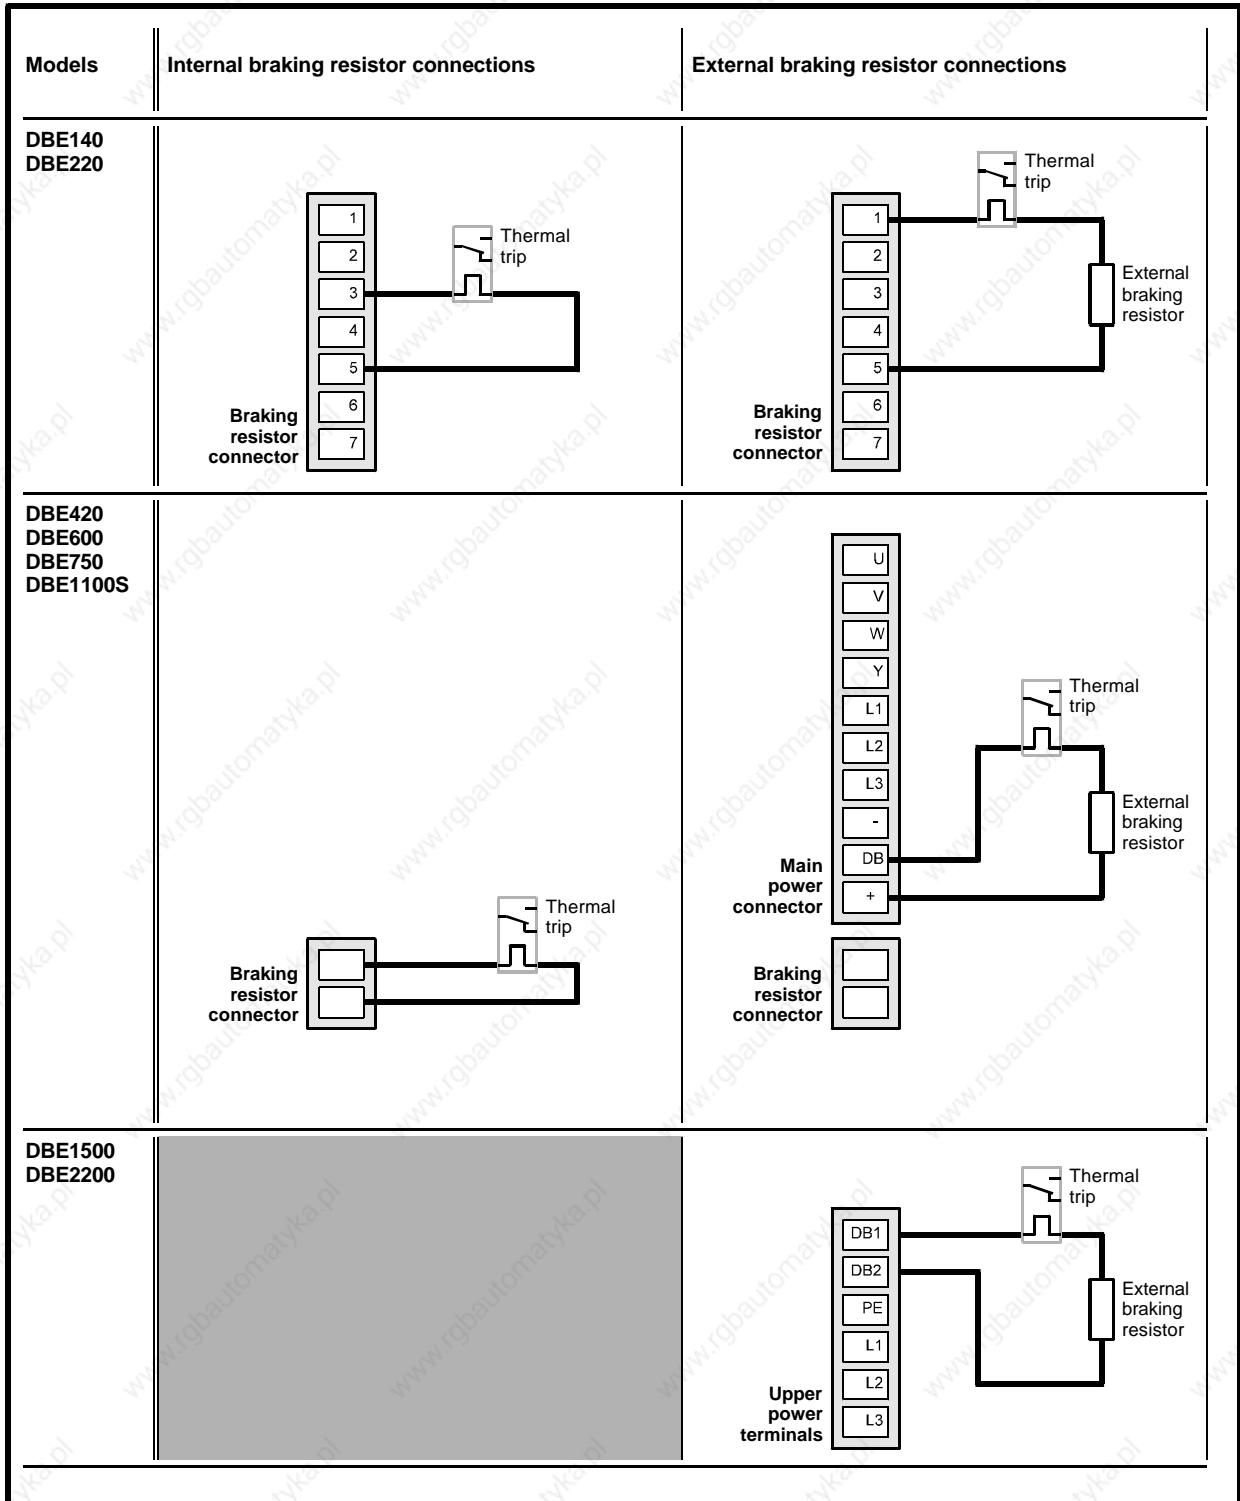 Models
Internal braking resistor connections
External braking resistor connections
DBE140
DBE220
1
2
3
4
5
6
7
Thermal
trip
Braking
resistor
connector
1
2
3
4
5
6
7
Thermal
trip
External
braking
resistor
Braking
resistor
connector
DBE420
DBE600
DBE750
DBE1100S
Thermal
trip
Braking
resistor
connector
U
V
W
Y
L1
L2
L3
-
DB
+
Thermal
trip
External
braking
resistor
Main
power
connector
Braking
resistor
connector
DBE1500
DBE2200
DB1
DB2
PE
L1
L2
L3
Thermal
trip
External
braking
resistor
Upper
power
terminals
www.rgbautomatyka.pl